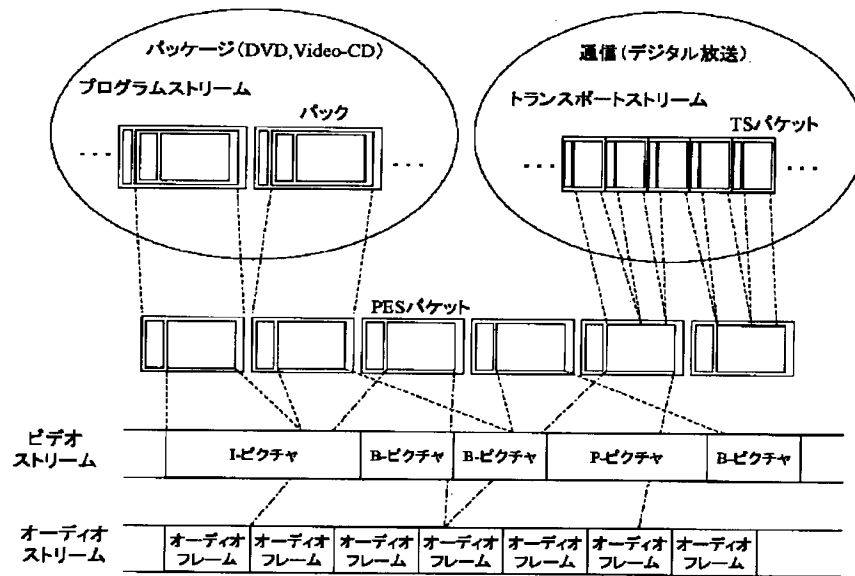 パッケージ(DVD,Video-CD)
プログラムストリーム
パック
・・・
・・・
通信(デジタル放送)
トランスポートストリーム
TSパケット
・・・
・・・
PESパケット
ビデオ
ストリーム
I-ピクチャ
B-ピクチャ
B-ピクチャ
P-ピクチャ
B-ピクチャ
オーディオ
ストリーム
オーディオ
フレーム
オーディオ
フレーム
オーディオ
フレーム
オーディオ
フレーム
オーディオ
フレーム
オーディオ
フレーム
オーディオ
フレーム